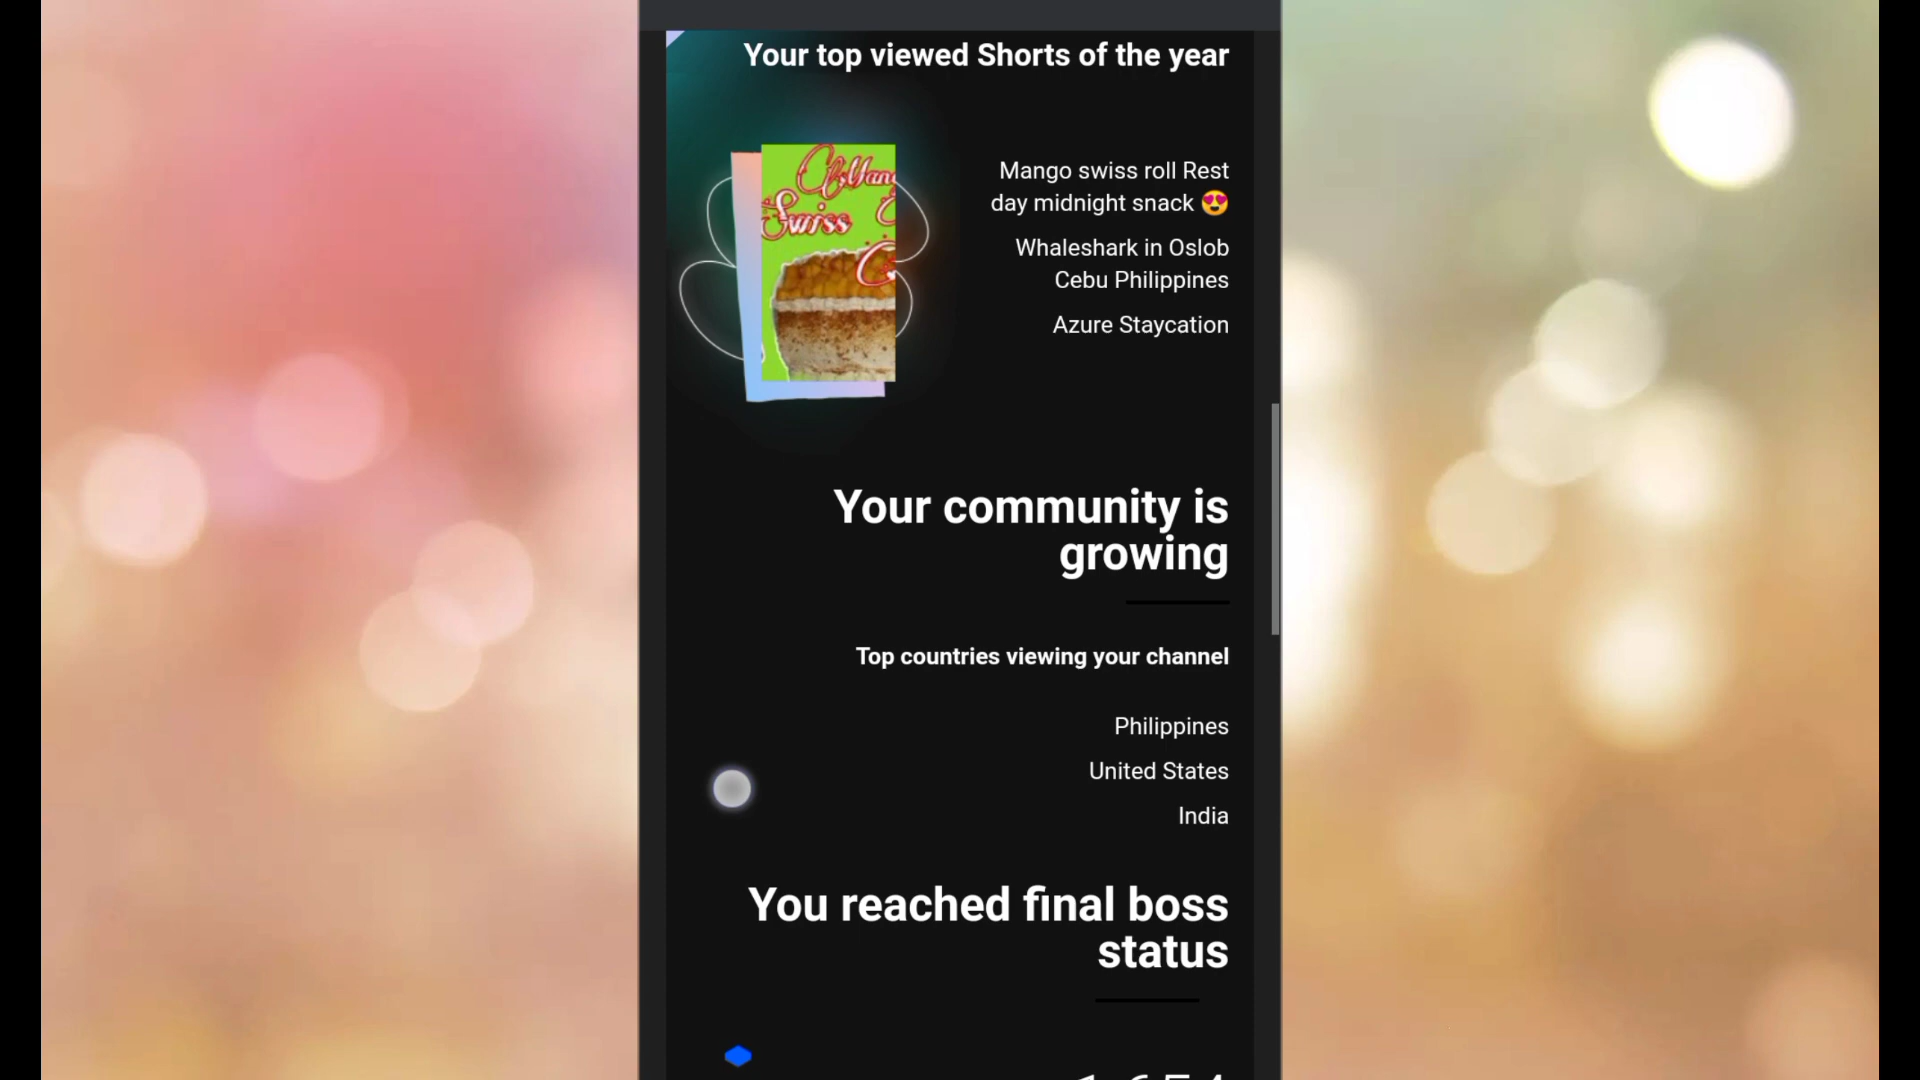 Your top viewed Shorts of the year
Swiss
Mango swiss roll Rest
day midnight snack 😍
Whaleshark in Oslob
Cebu Philippines
Azure Staycation
Your community is
growing
Top countries viewing your channel
Philippines
United States
India
You reached final boss
status